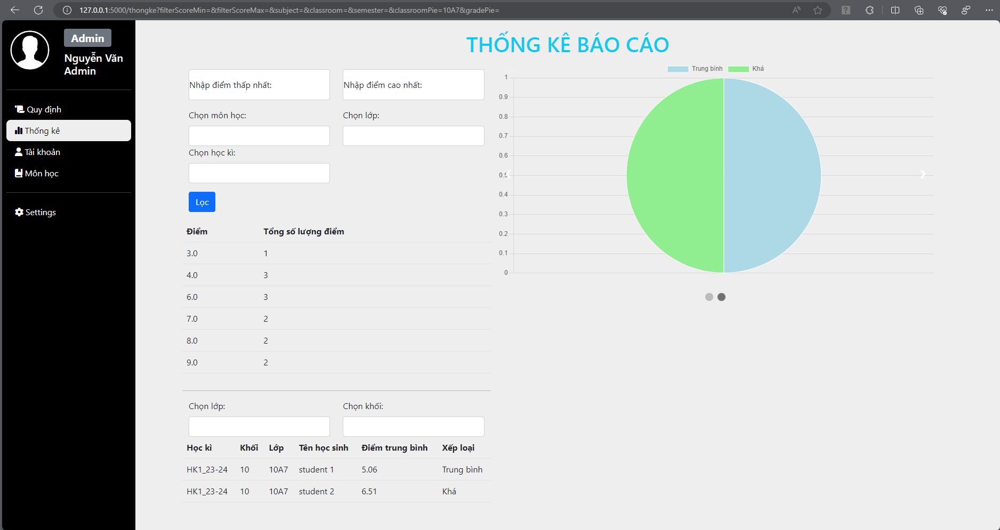 127.0.0.1:5000/thongke?filterScoreMin=&filterScoreMax=&subject=&classroom=&semester=&classroomPie=10A7&gradePie=
Admin
Nguyễn Văn
Admin
Quy định
Thống kê
Tài khoản
Môn học
Settings
THỐNG KÊ BÁO CÁO
Nhập điểm thấp nhất:
Nhập điểm cao nhất:
Chọn môn học:
Chọn lớp:
Chọn học kì:
Lọc
Điểm Tổng số lượng điểm
3.0 1
4.0 3
6.0 3
7.0 2
8.0 2
9.0 2
Chọn lớp:
Chọn khối:
Học kì Khối Lớp Tên học sinh Điểm trung bình Xếp loại
HK1_23-24 10 10A7 student 1 5.06 Trung bình
HK1_23-24 10 10A7 student 2 6.51 Khá
Trung bình Khá
1
0.9
0.8
0.7
0.6
0.5
0.4
0.3
0.2
0.1
0